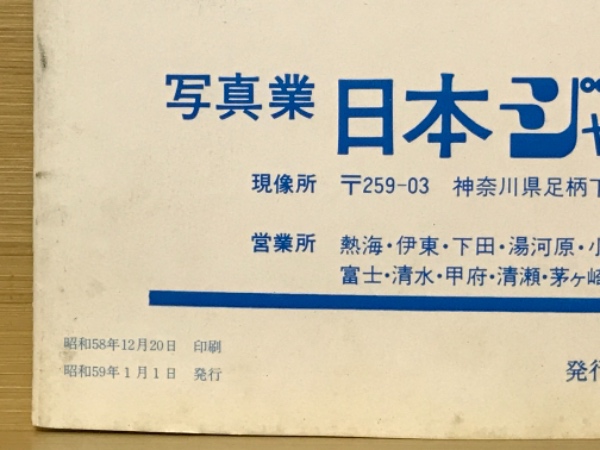 写真業 日本ジャ
現像所 〒259-03 神奈川県足柄下
営業所 熱海・伊東・下田・湯河原・小
富士・清水・甲府・清瀬・茅ヶ崎
昭和58年12月20日 印刷
昭和59年1月1日 発行
発行